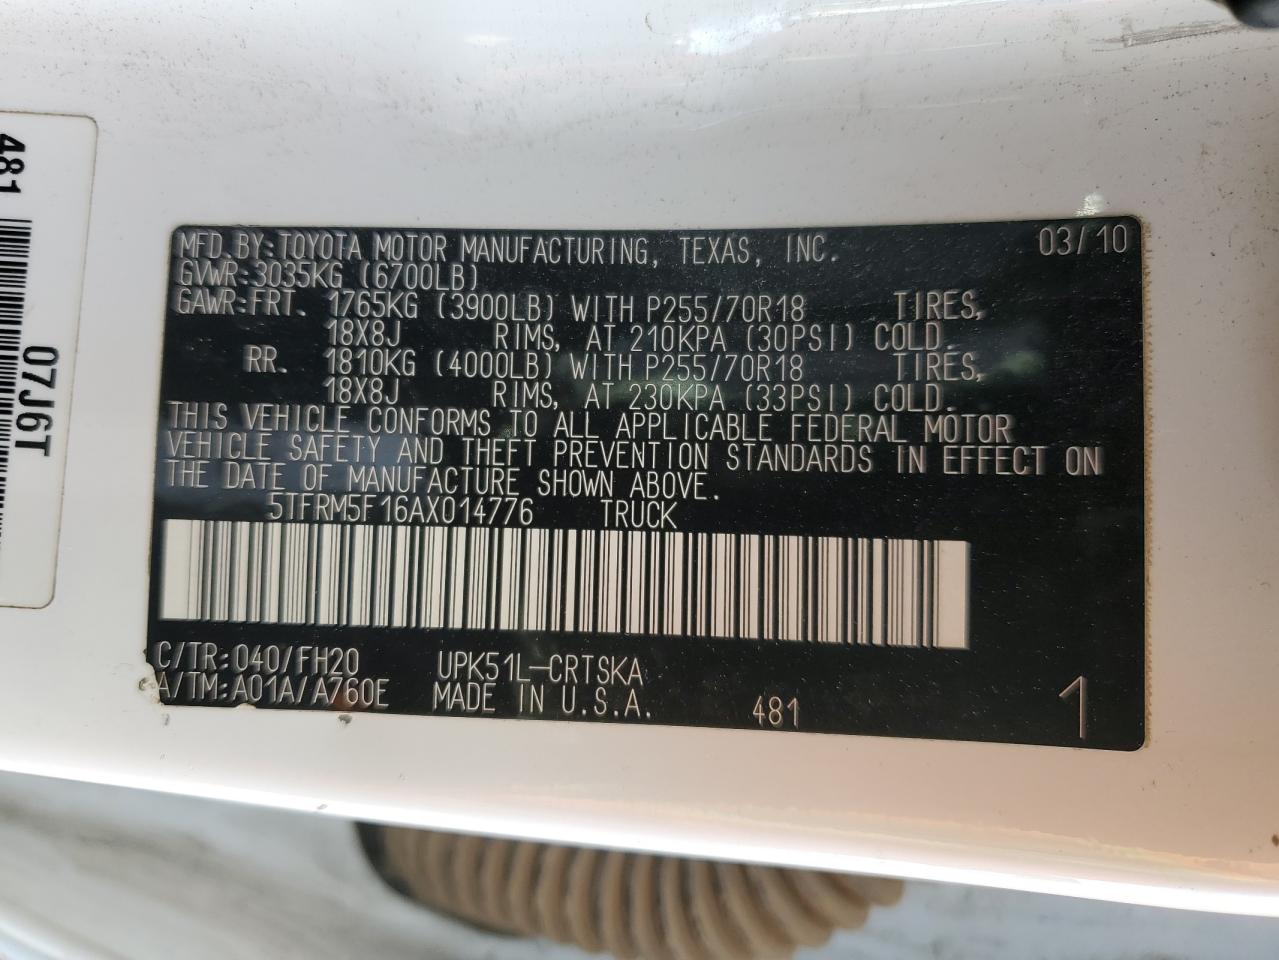 MFD.BY:TOYOTA MOTOR MANUFACTURING, TEXAS, INC. 03/10
GVWR:3035KG (6700LB)
GAWR:FRT. 1765KG (3900LB) WITH P255/70R18 TIRES,
18X8J RIMS, AT 210KPA (30PSI) COLD.
RR. 1810KG (4000LB) WITH P255/70R18 TIRES,
18X8J RIMS, AT 230KPA (33PSI) COLD.
THIS VEHICLE CONFORMS TO ALL APPLICABLE FEDERAL MOTOR
VEHICLE SAFETY AND THEFT PREVENTION STANDARDS IN EFFECT ON
THE DATE OF MANUFACTURE SHOWN ABOVE.
5TFRM5F16AX014776 TRUCK
C/TR:040/FH20 UPK51L-CRTSKA
A/TM:A01A/A760E MADE IN U.S.A. 481 1
481
07J6T